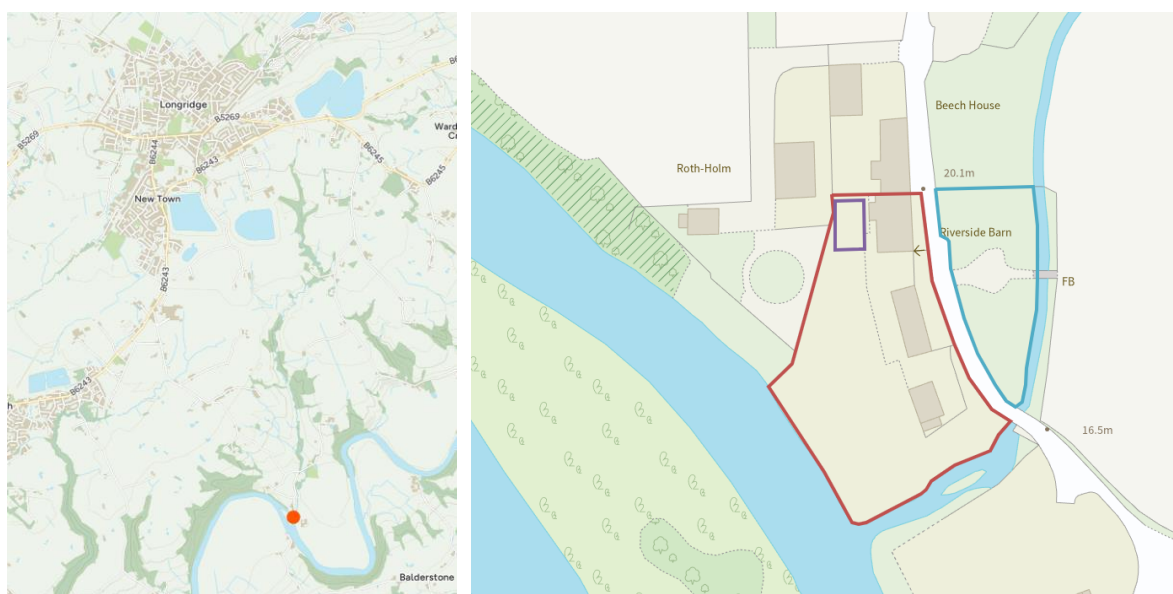 Longridge
B5269
B5269
B6244
B6243
B6245
B6245
Ward
Cr
New Town
B6243
B6243
h
Balderstone
Beech House
Roth-Holm
20.1m
Riverside Barn
FB
16.5m